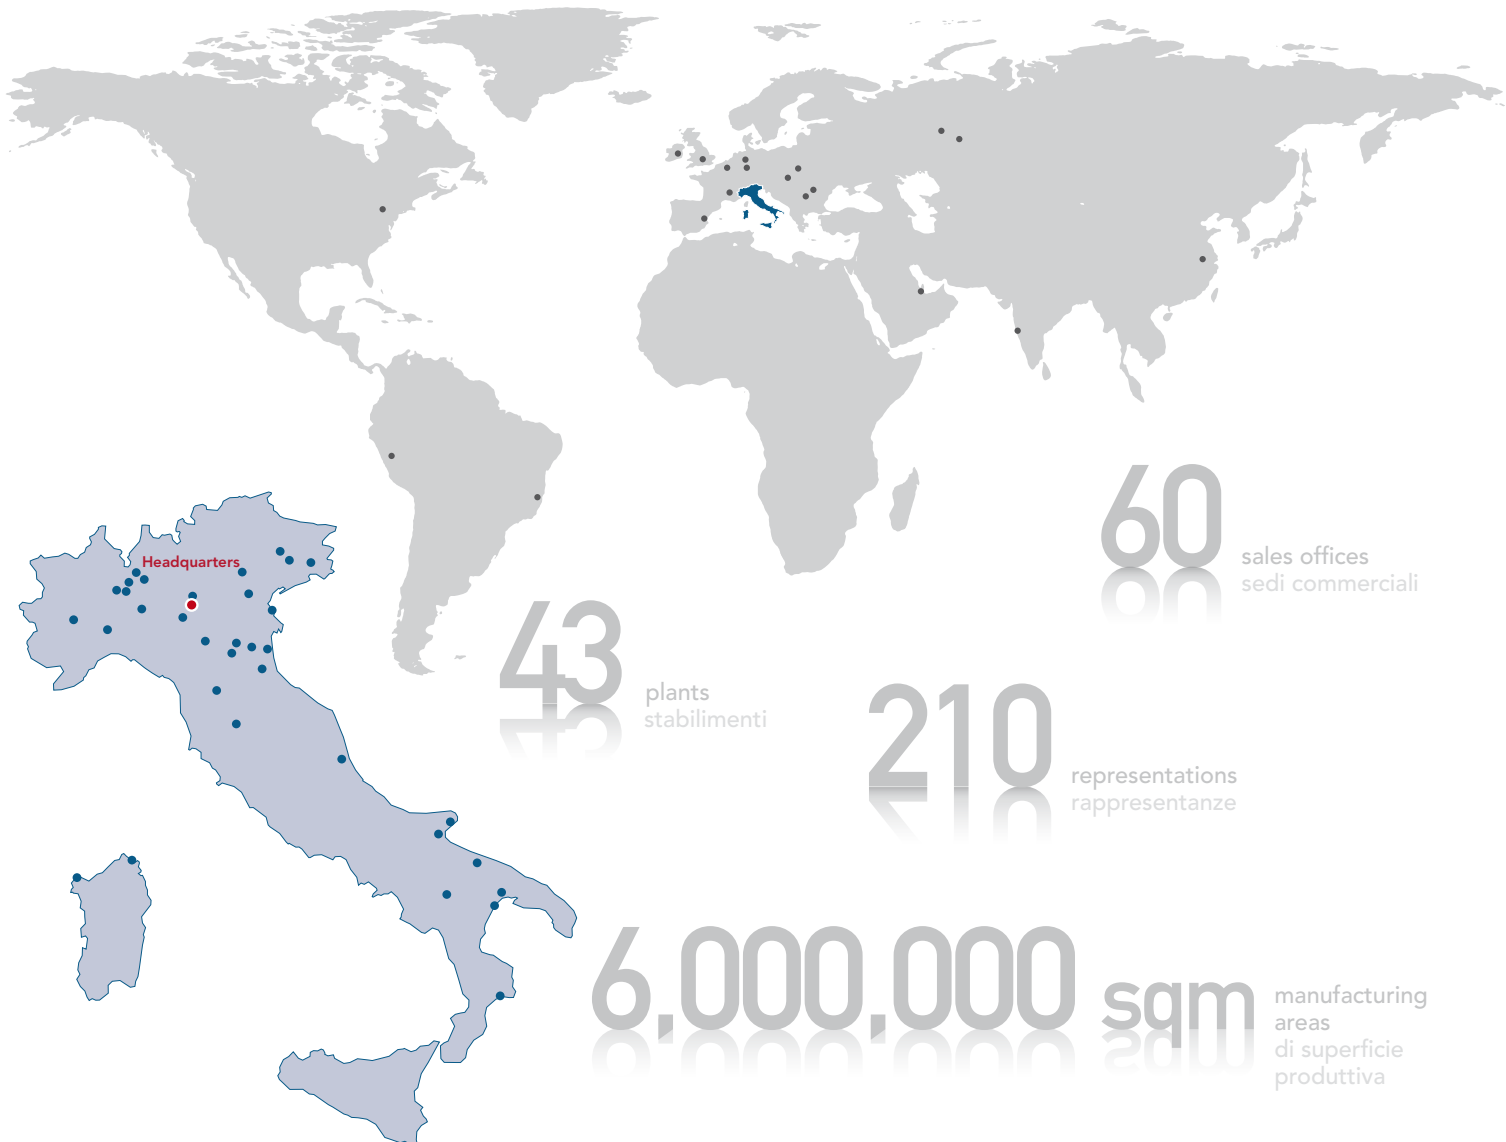 60
sales offices
sedi commerciali
Headquarters
43
plants
stabilimenti
210
representations
rappresentanze
6,000,000 sqm
manufacturing
areas
di superficie
produttiva